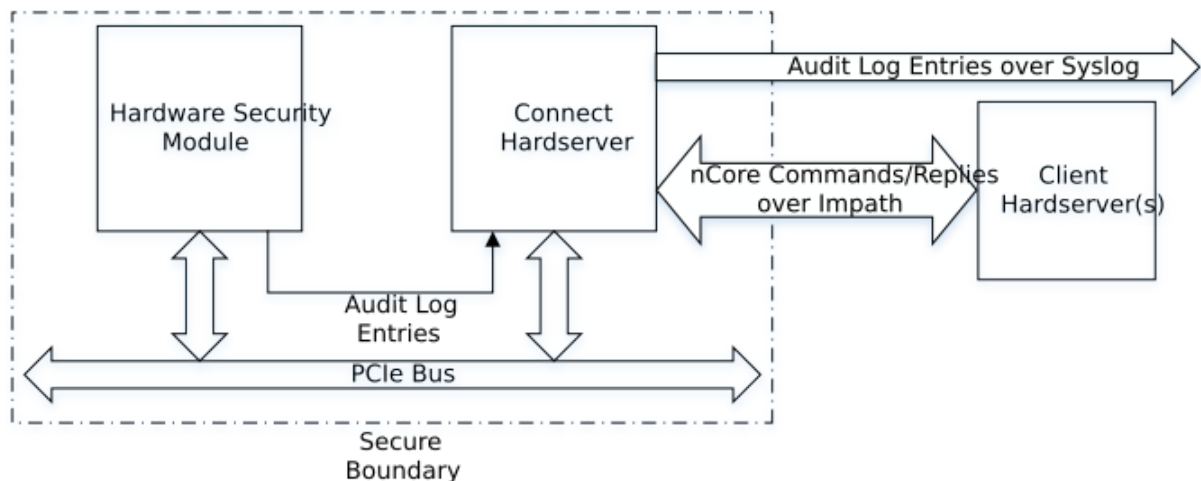 Hardware Security
Module
Connect
Hardserver
Audit Log Entries over Syslog
nCore Commands/Replies
over Impath
Client
Hardserver(s)
Audit Log
Entries
PCIe Bus
Secure
Boundary